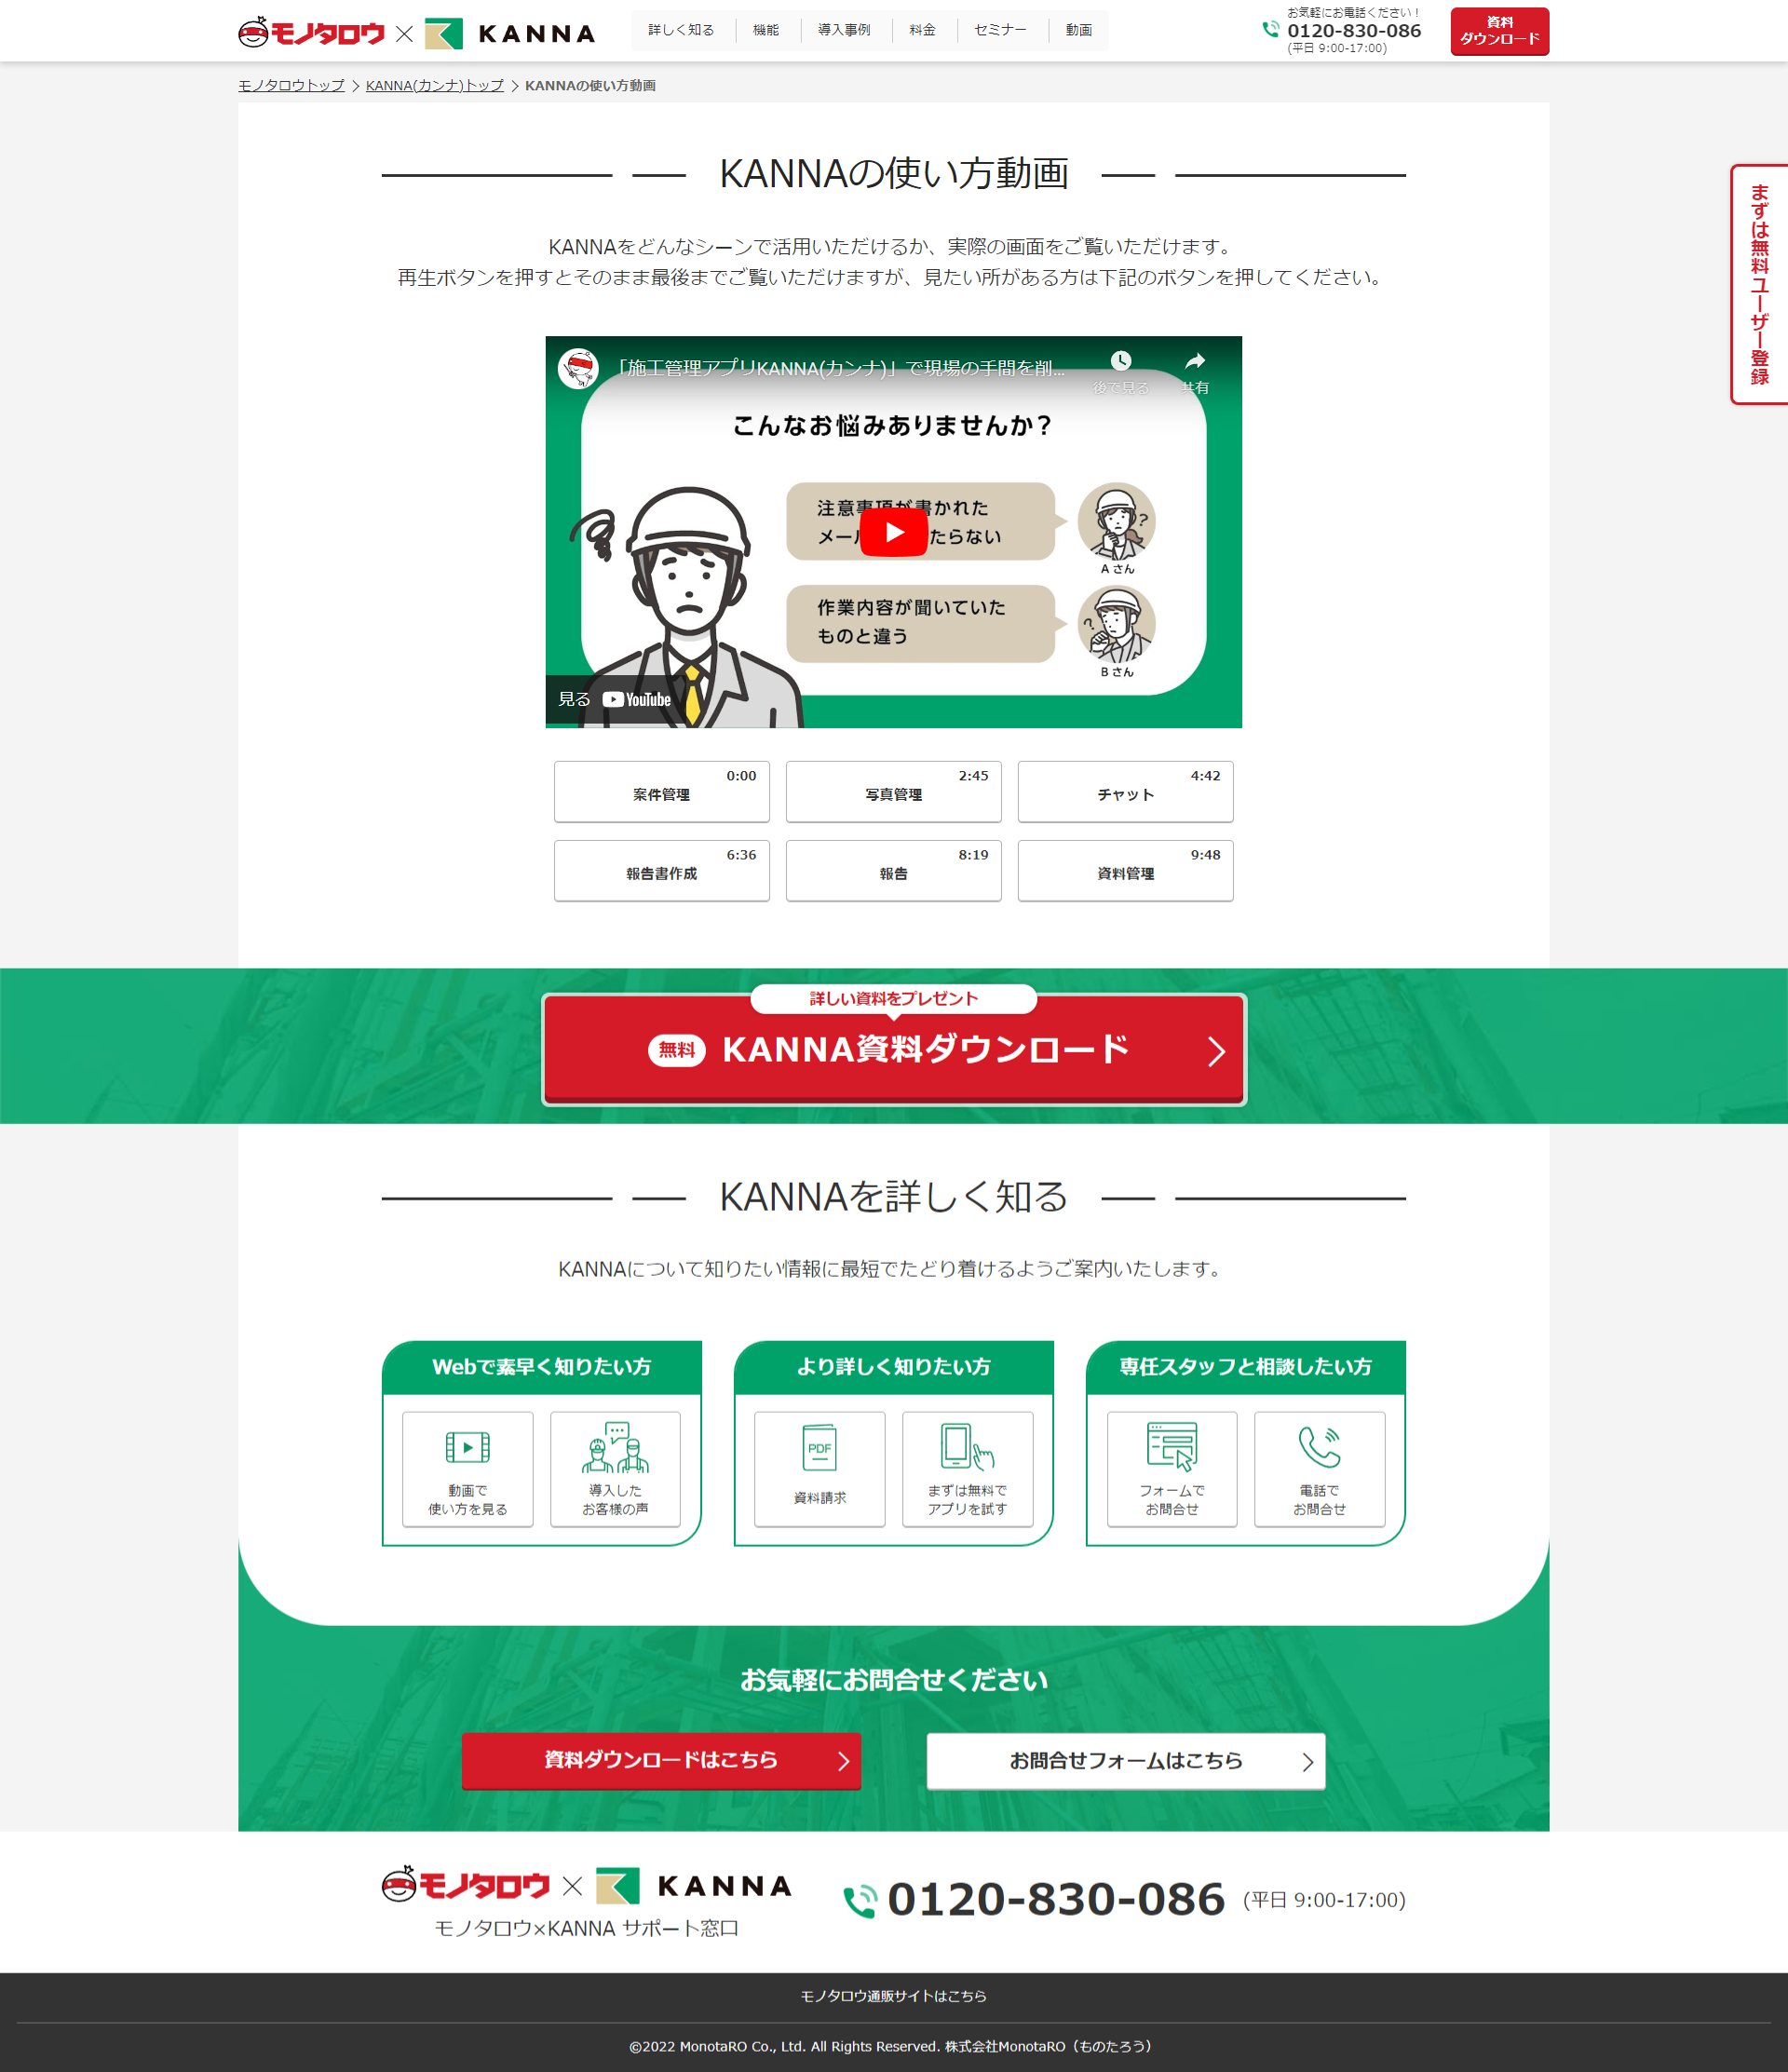 モノタロウ × KANNA
詳しく知る
機能
導入事例
料金
セミナー
動画
お気軽にお電話ください！
0120-830-086
(平日 9:00-17:00)
資料
ダウンロード
モノタロウトップ > KANNA(カンナ)トップ > KANNAの使い方動画
まずは無料ユーザー登録
KANNAの使い方動画
KANNAをどんなシーンで活用いただけるか、実際の画面をご覧いただけます。
再生ボタンを押すとそのまま最後までご覧いただけますが、見たい所がある方は下記のボタンを押してください。
「施工管理アプリKANNA(カンナ)」で現場の手間を削...
後で見る
共有
こんなお悩みありませんか？
注意事項が書かれた
メール たらない
Aさん
作業内容が聞いていた
ものと違う
Bさん
見る YouTube
0:00
案件管理
2:45
写真管理
4:42
チャット
6:36
報告書作成
8:19
報告
9:48
資料管理
詳しい資料をプレゼント
無料 KANNA資料ダウンロード
KANNAを詳しく知る
KANNAについて知りたい情報に最短でたどり着けるようご案内いたします。
Webで素早く知りたい方
動画で
使い方を見る
導入した
お客様の声
より詳しく知りたい方
PDF
資料請求
まずは無料で
アプリを試す
専任スタッフと相談したい方
フォームで
お問合せ
電話で
お問合せ
お気軽にお問合せください
資料ダウンロードはこちら
お問合せフォームはこちら
モノタロウ × KANNA
モノタロウ×KANNA サポート窓口
0120-830-086 (平日 9:00-17:00)
モノタロウ通販サイトはこちら
©2022 MonotaRO Co., Ltd. All Rights Reserved. 株式会社MonotaRO（ものたろう）